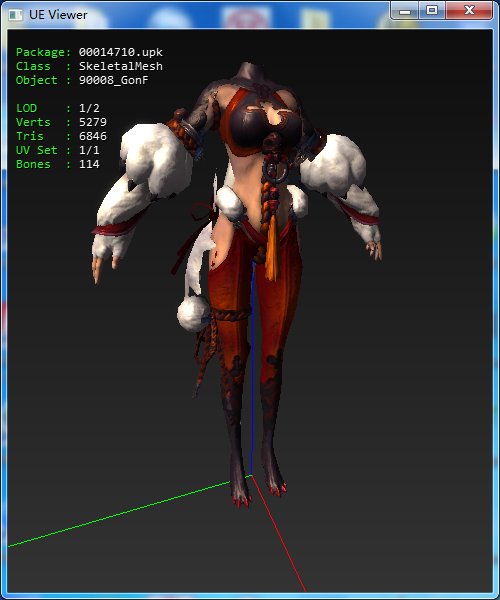 UE Viewer
Package: 00014710.upk
Class : SkeletalMesh
Object : 90008_GonF
LOD : 1/2
Verts : 5279
Tris : 6846
UV Set : 1/1
Bones : 114